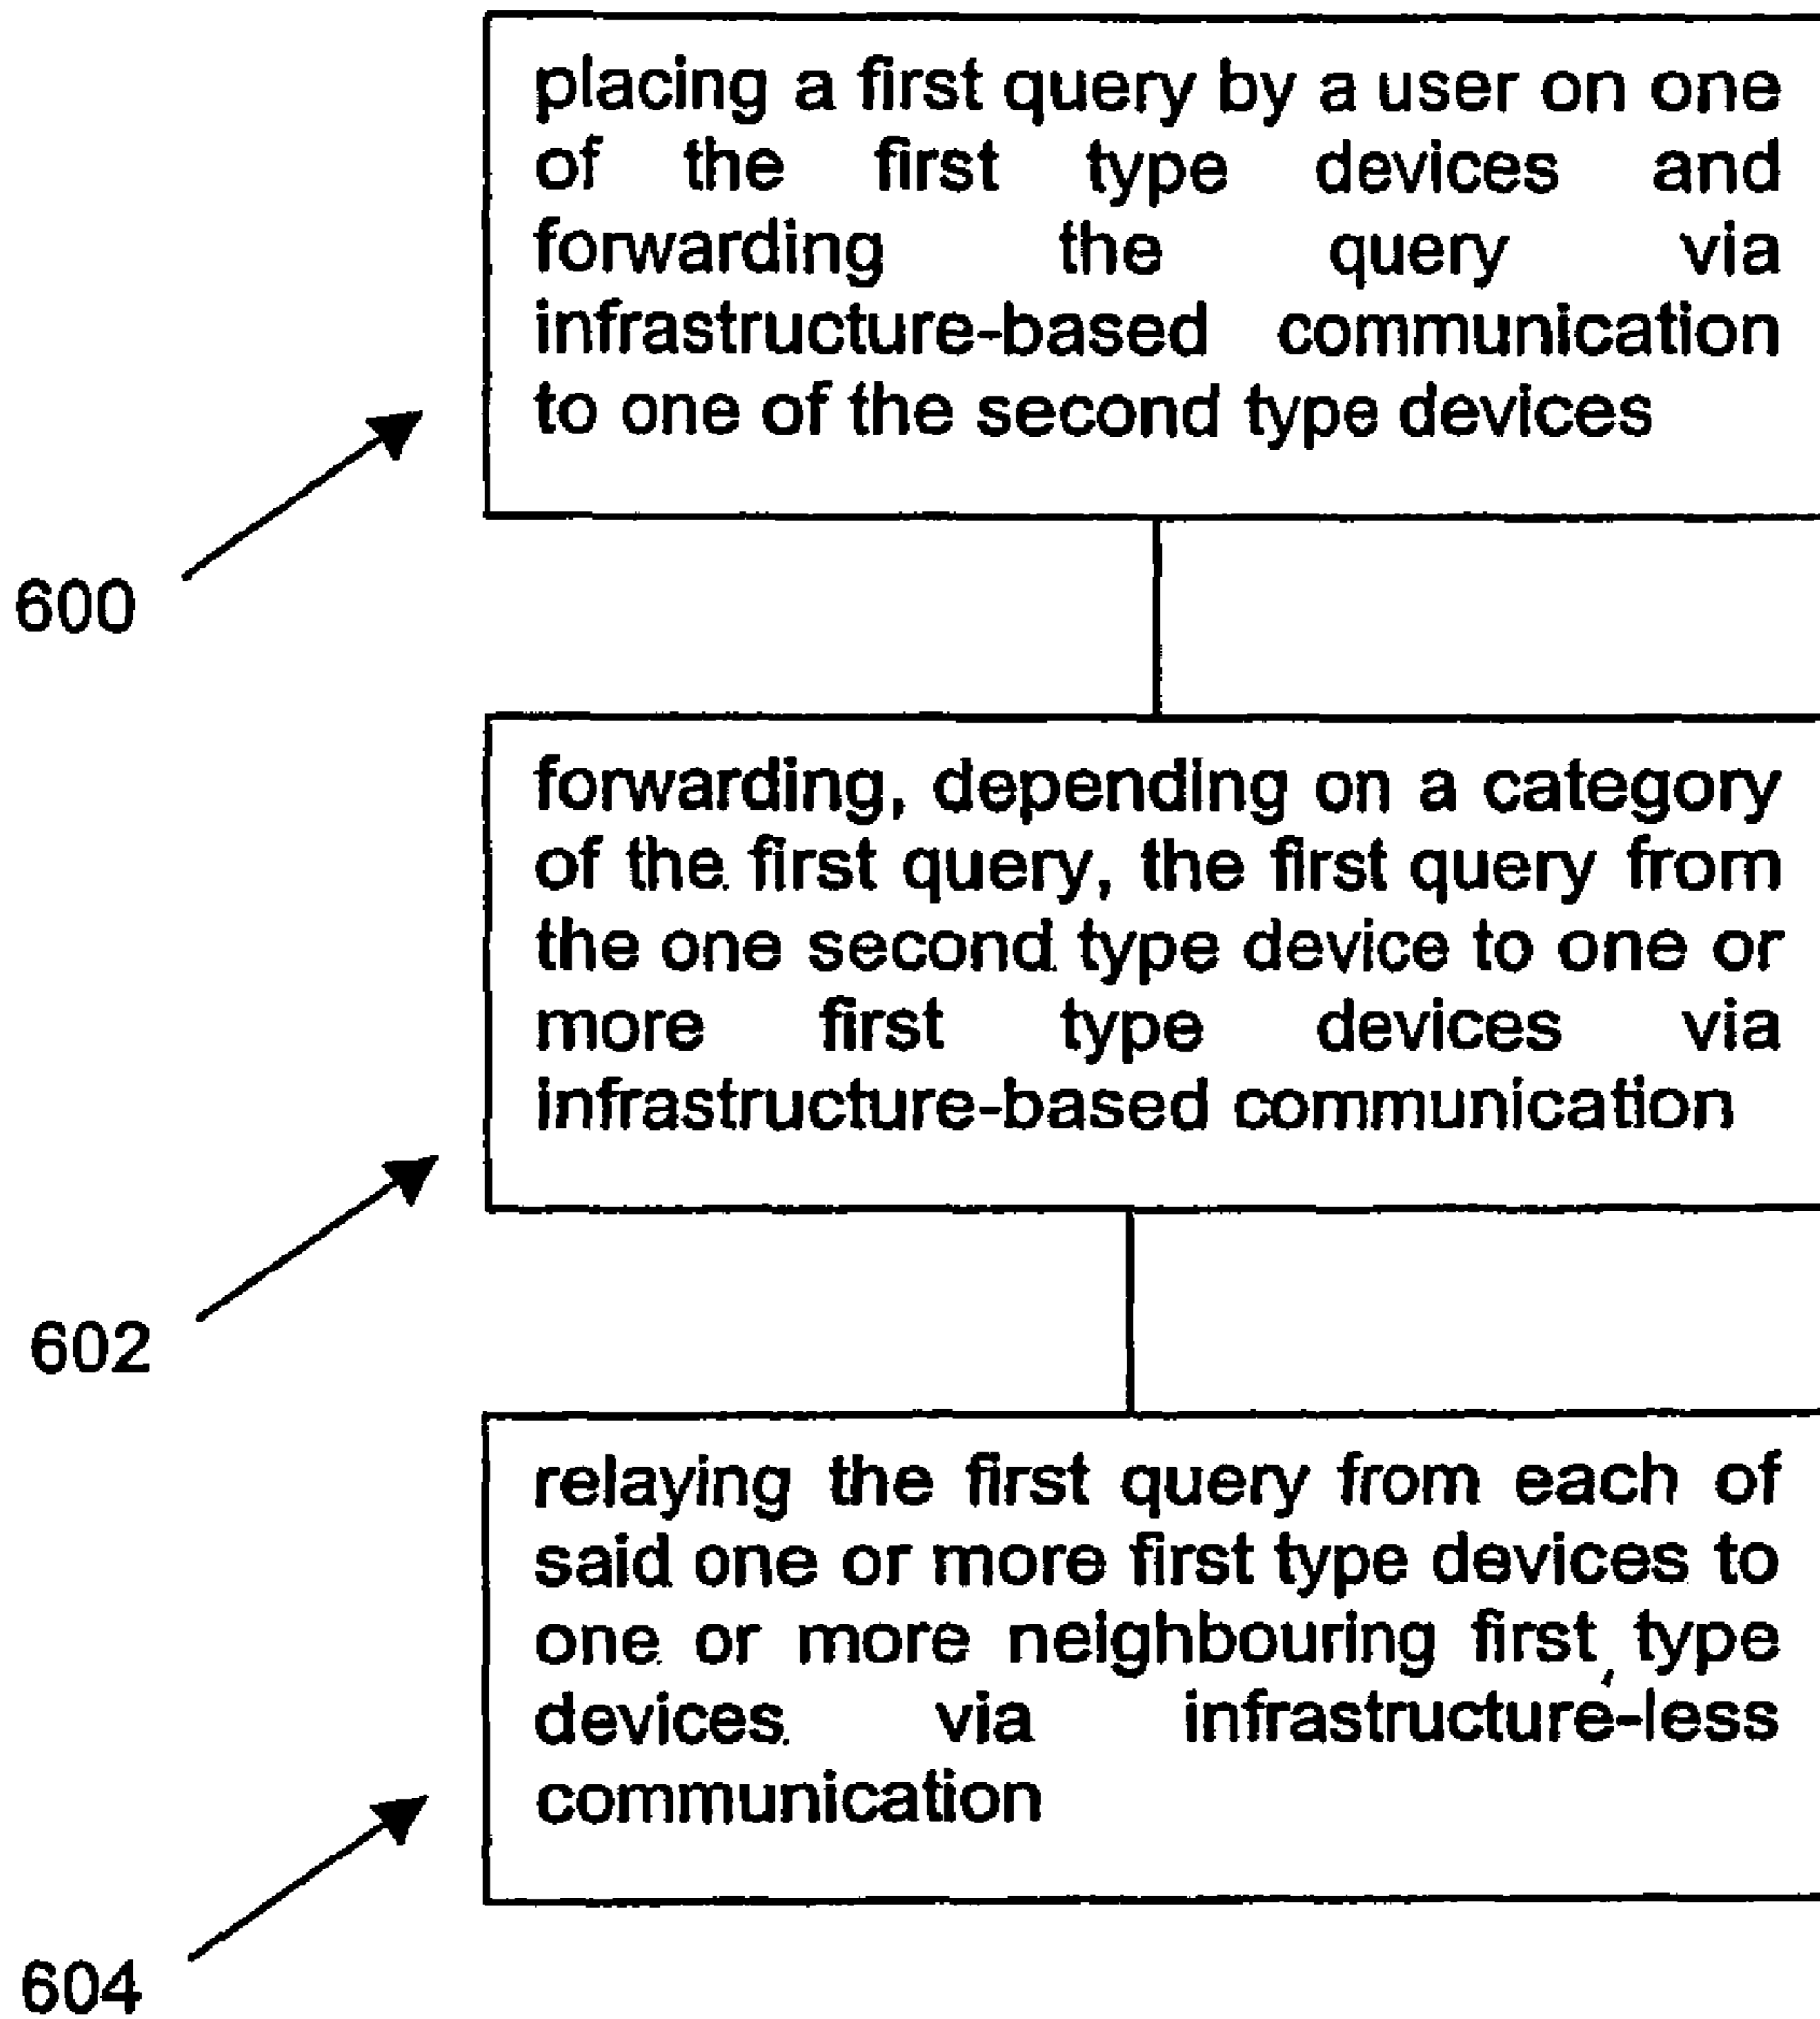 placing a first query by a user on one
of the first type devices and
forwarding the query via
infrastructure-based communication
to one of the second type devices
600
forwarding, depending on a category
of the first query, the first query from
the one second type device to one or
more first type devices via
infrastructure-based communication
602
relaying the first query from each of
said one or more first type devices to
one or more neighbouring first type
devices via infrastructure-less
communication
604